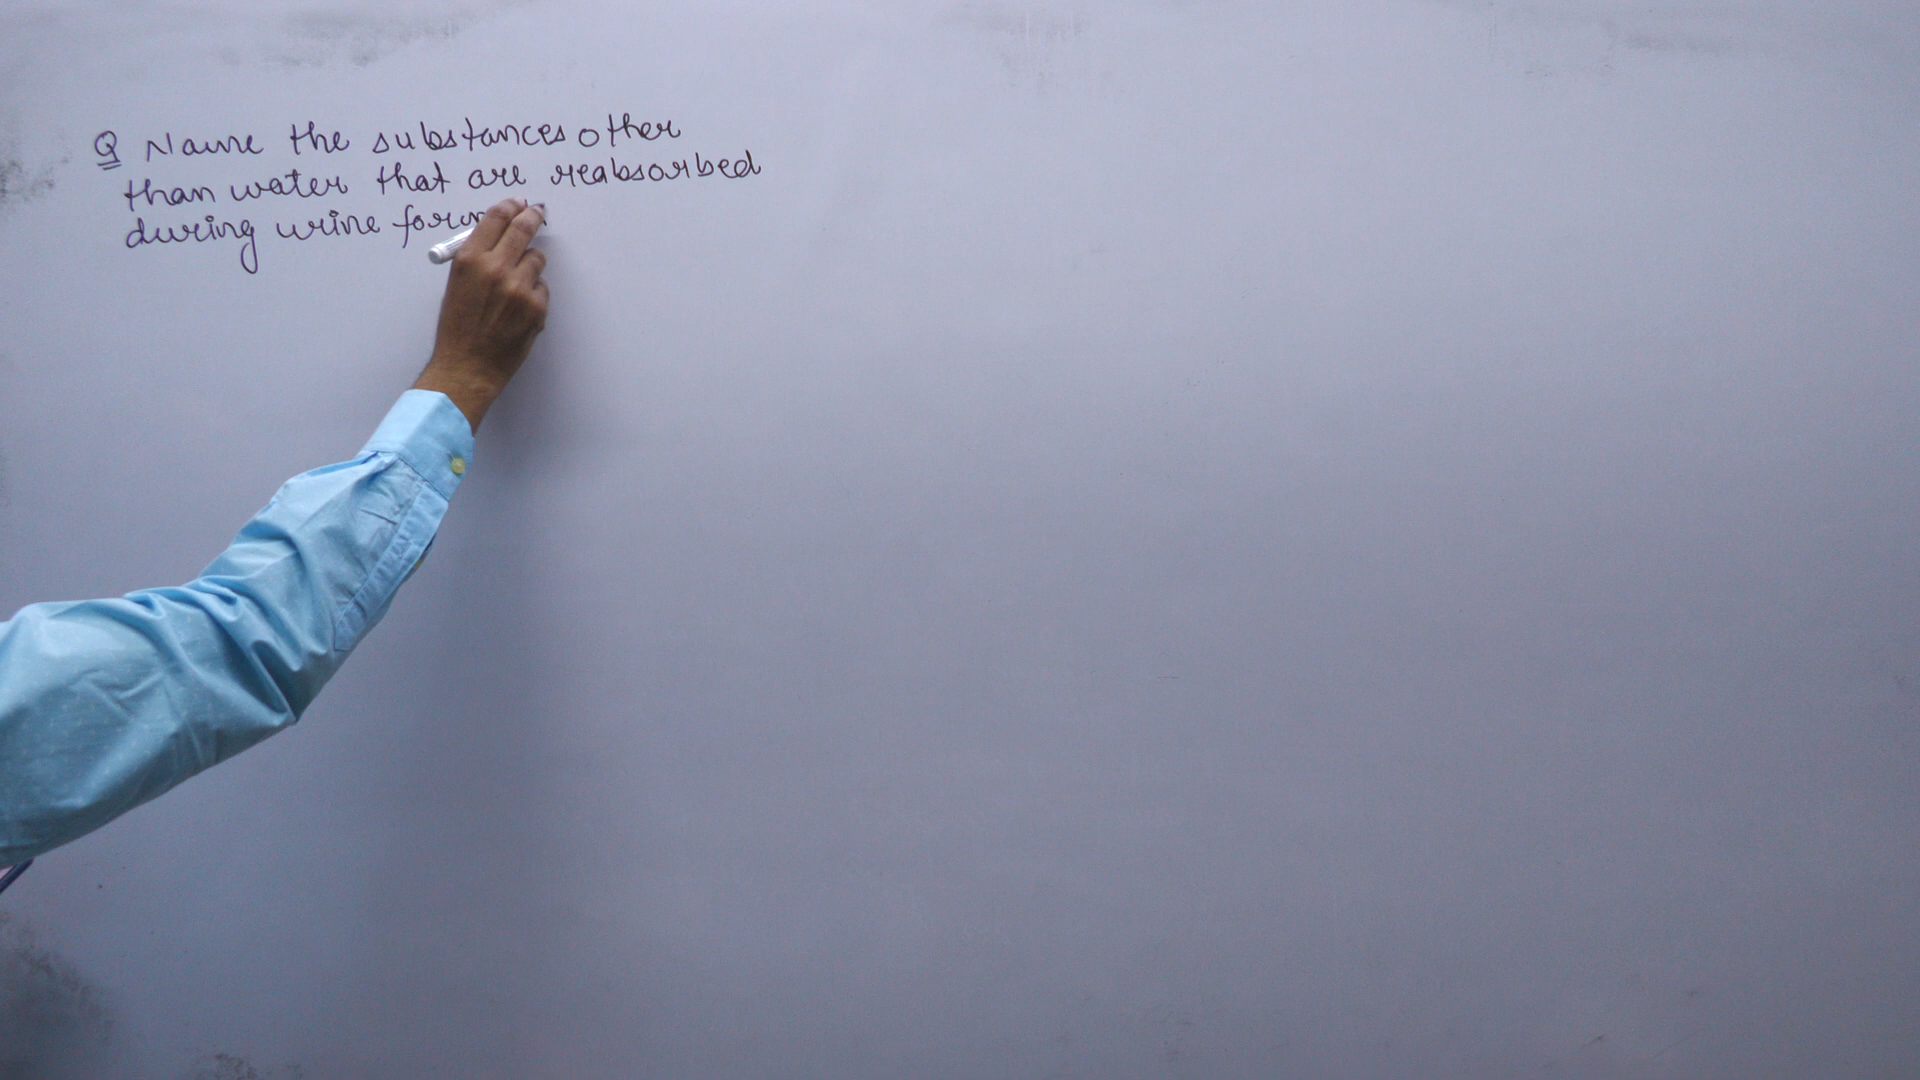 Q Name the substances other
than water that are reabsorbed
during urine